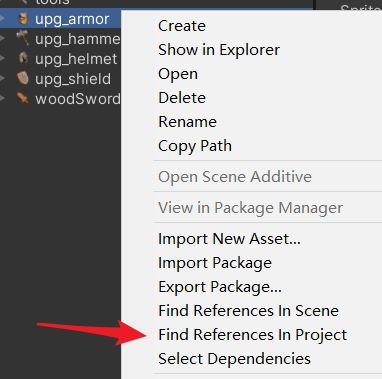 tools
Sprite
upg_armor
upg_hamme
upg_helmet
upg_shield
woodSword
Create
Show in Explorer
Open
Delete
Rename
Copy Path
Open Scene Additive
View in Package Manager
Import New Asset...
Import Package
Export Package...
Find References In Scene
Find References In Project
Select Dependencies